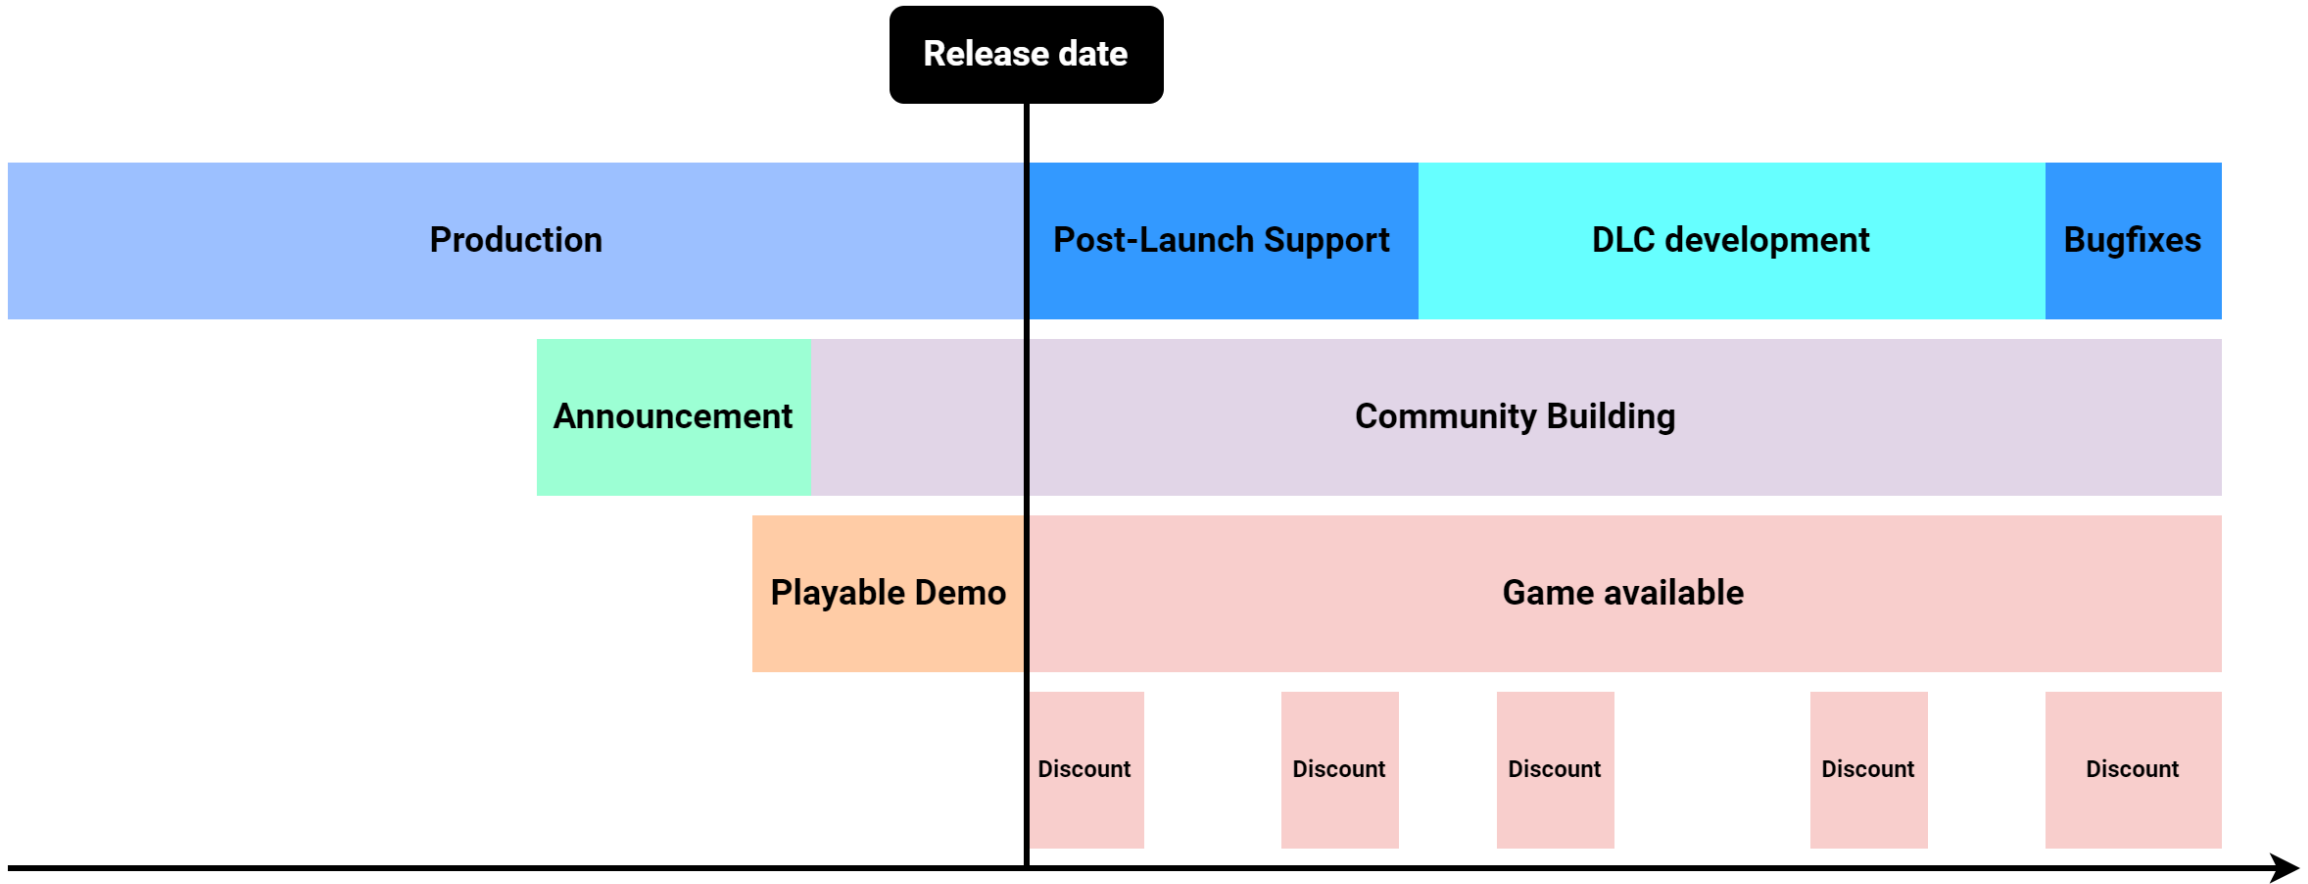 Release date
Production
Post-Launch Support
DLC development
Bugfixes
Announcement
Community Building
Playable Demo
Game available
Discount
Discount
Discount
Discount
Discount